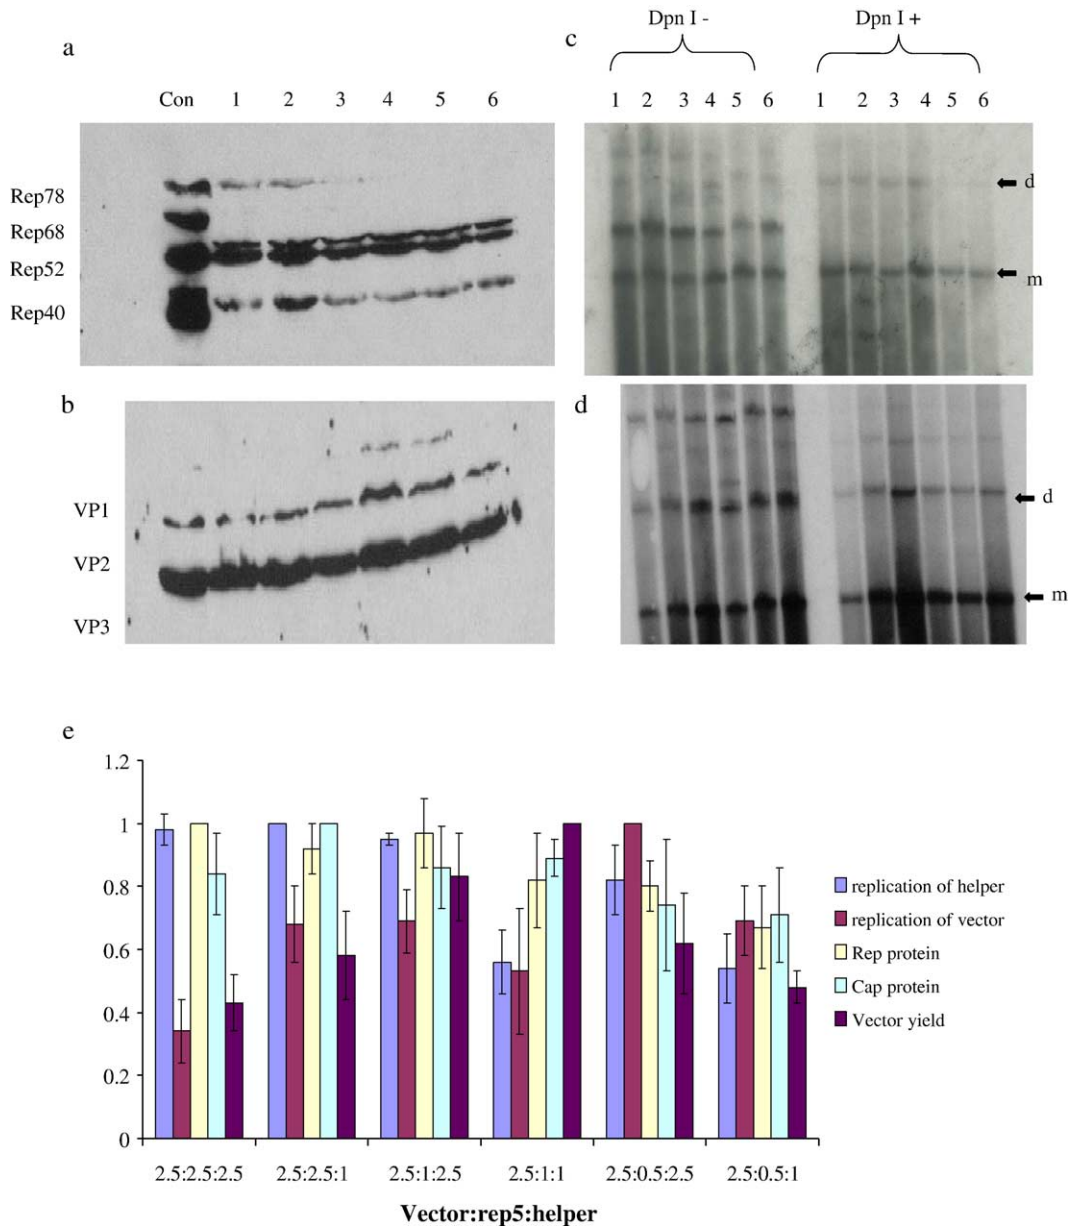 a
Con 1 2 3 4 5 6
Rep78
Rep68
Rep52
Rep40
b
VP1
VP2
VP3
c
Dpn I - Dpn I +
1 2 3 4 5 6 1 2 3 4 5 6
d
m
d
d
m
e
1.2
1
0.8
0.6
0.4
0.2
0
2.5:2.5:2.5 2.5:2.5:1 2.5:1:2.5 2.5:1:1 2.5:0.5:2.5 2.5:0.5:1
Vector:rep5:helper
replication of helper
replication of vector
Rep protein
Cap protein
Vector yield